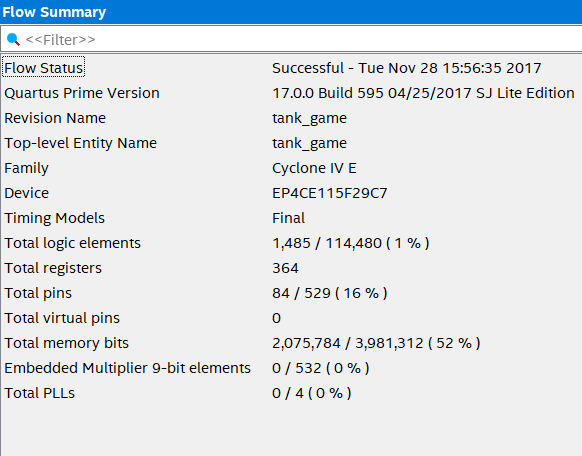 Flow Summary
<<Filter>>
Flow Status Successful - Tue Nov 28 15:56:35 2017
Quartus Prime Version 17.0.0 Build 595 04/25/2017 SJ Lite Edition
Revision Name tank_game
Top-level Entity Name tank_game
Family Cyclone IV E
Device EP4CE115F29C7
Timing Models Final
Total logic elements 1,485 / 114,480 ( 1 % )
Total registers 364
Total pins 84 / 529 ( 16 % )
Total virtual pins 0
Total memory bits 2,075,784 / 3,981,312 ( 52 % )
Embedded Multiplier 9-bit elements 0 / 532 ( 0 % )
Total PLLs 0 / 4 ( 0 % )